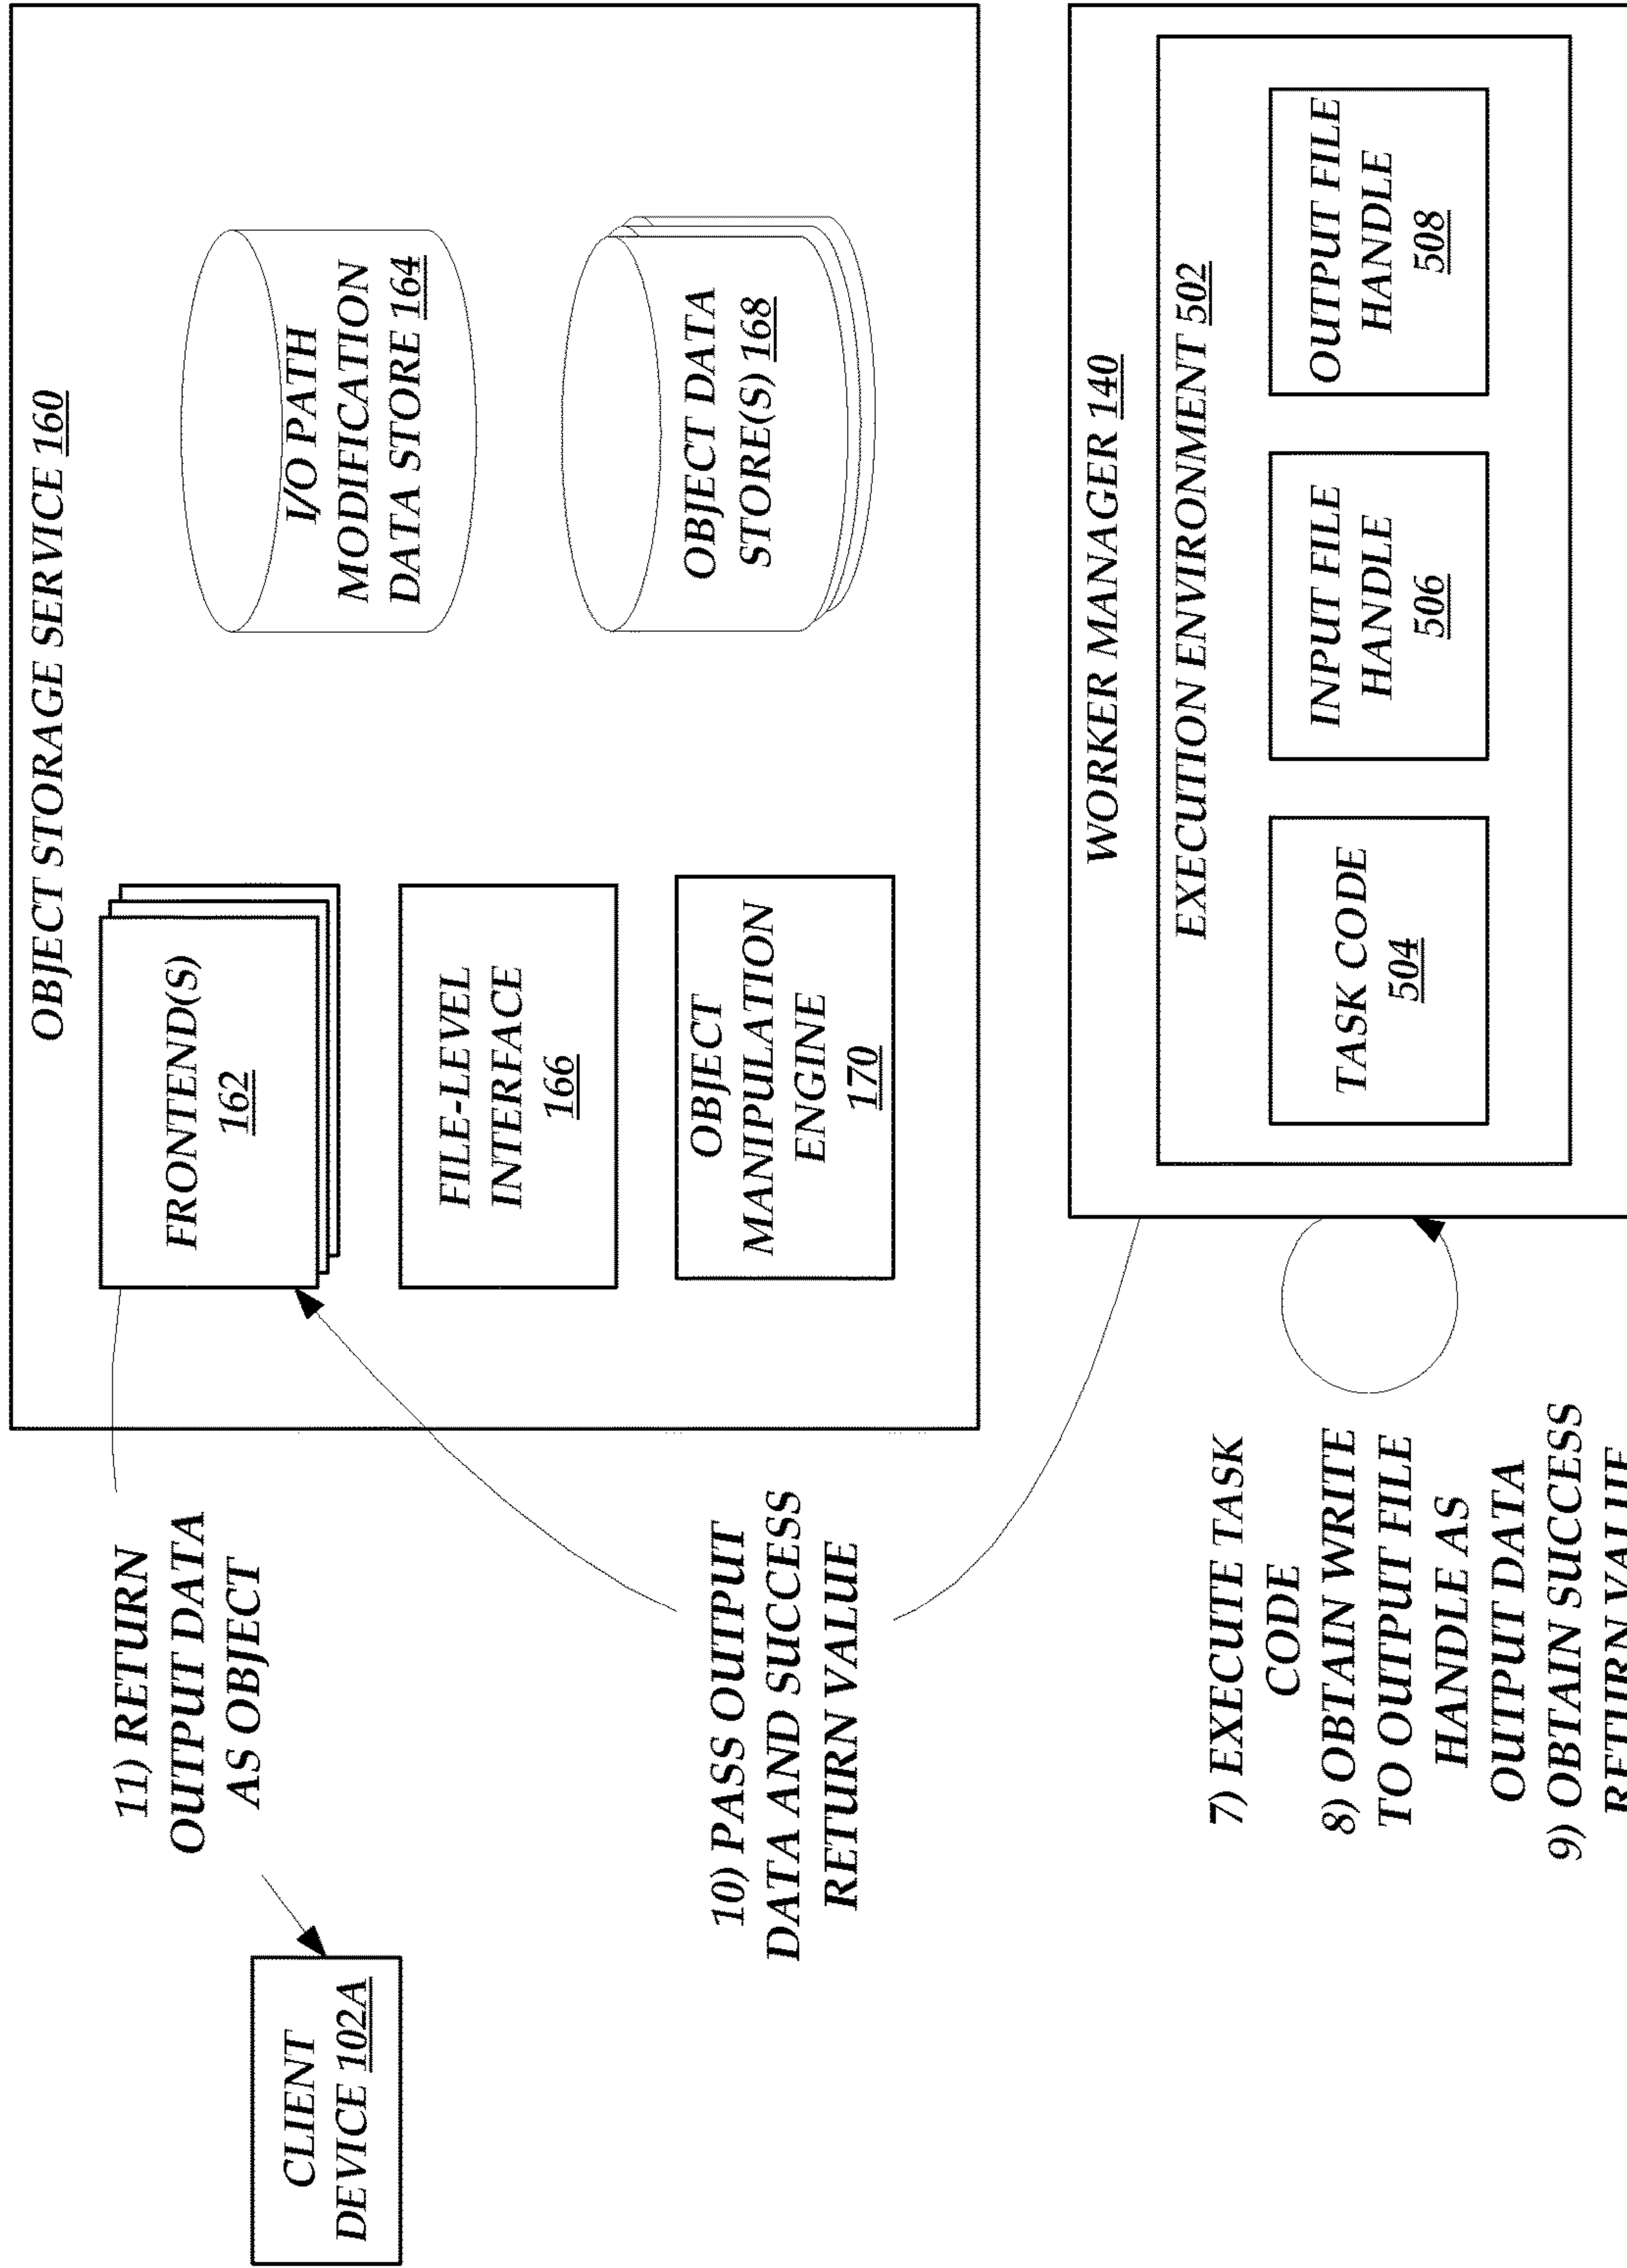 OBJECT STORAGE SERVICE 160
FRONTEND(S)
162
FILE-LEVEL
INTERFACE
166
OBJECT
MANIPULATION
ENGINE
170
I/O PATH
MODIFICATION
DATA STORE 164
OBJECT DATA
STORE(S) 168
11) RETURN
OUTPUT DATA
AS OBJECT
CLIENT
DEVICE 102A
10) PASS OUTPUT
DATA AND SUCCESS
RETURN VALUE
WORKER MANAGER 140
EXECUTION ENVIRONMENT 502
TASK CODE
504
INPUT FILE
HANDLE
506
OUTPUT FILE
HANDLE
508
7) EXECUTE TASK
CODE
8) OBTAIN WRITE
TO OUTPUT FILE
HANDLE AS
OUTPUT DATA
9) OBTAIN SUCCESS
RETURN VALUE